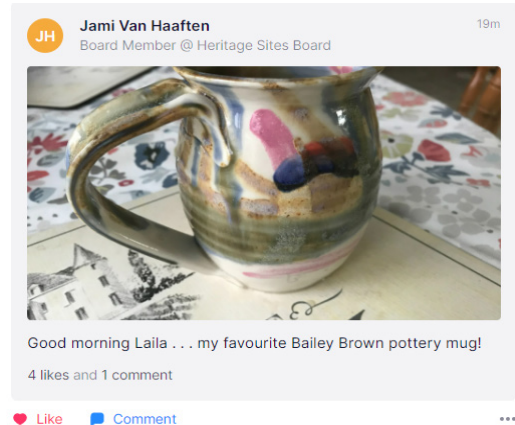 JH
Jami Van Haaften
19m
Board Member @ Heritage Sites Board
Good morning Laila . . . my favourite Bailey Brown pottery mug!
4 likes and 1 comment
Like
Comment